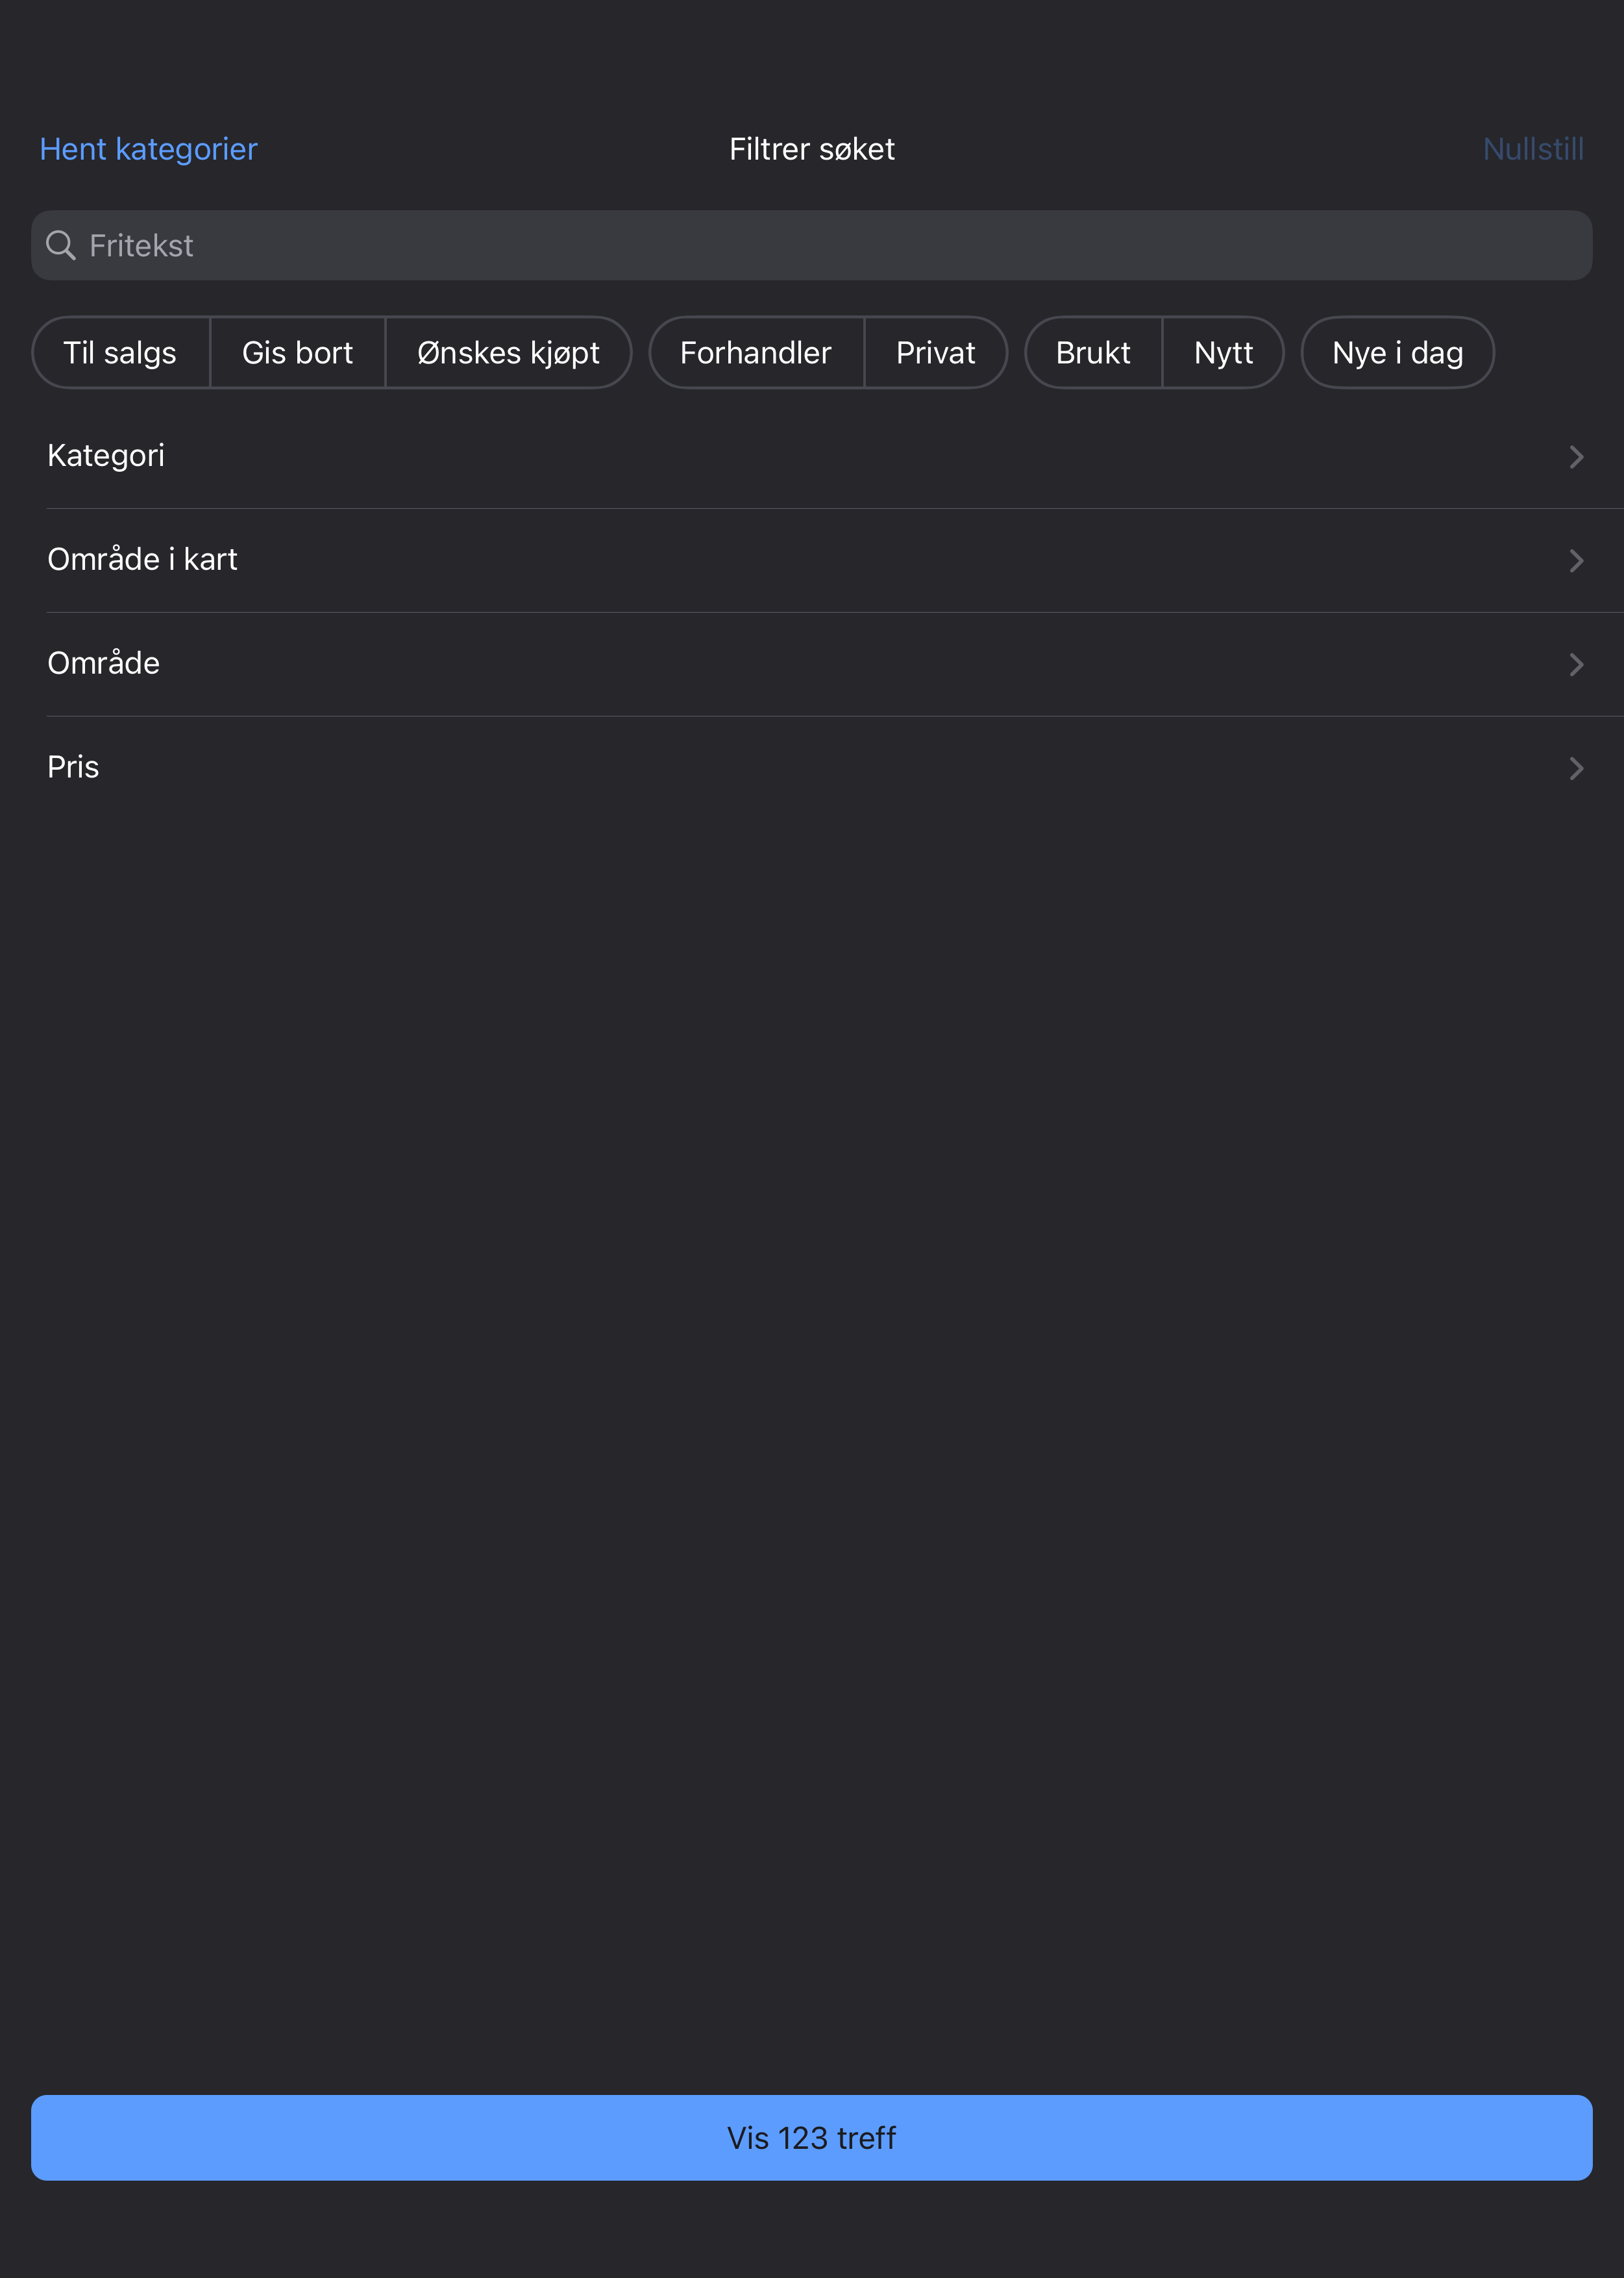 Hent kategorier Filtrer søket Nullstill
Fritekst
Til salgs Gis bort Ønskes kjøpt Forhandler Privat Brukt Nytt Nye i dag
Kategori
Område i kart
Område
Pris
Vis 123 treff